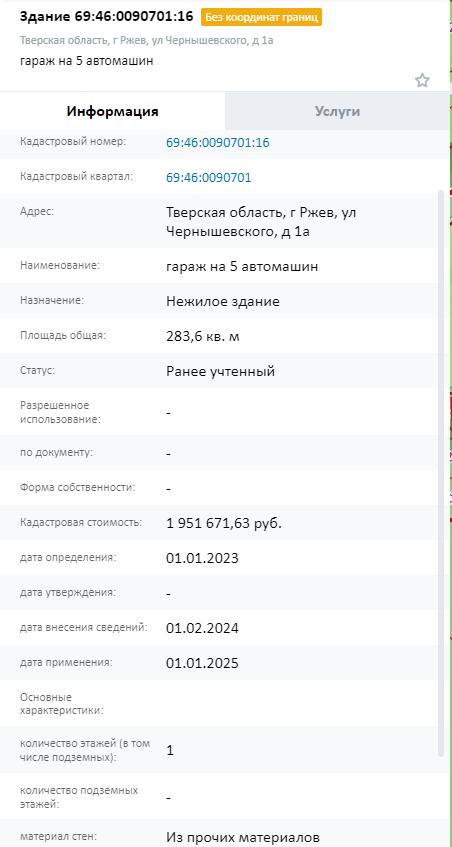 Здание 69:46:0090701:16 Без координат границ
Тверская область, г Ржев, ул Чернышевского, д 1а
гараж на 5 автомашин
Информация Услуги
Кадастровый номер: 69:46:0090701:16
Кадастровый квартал: 69:46:0090701
Адрес: Тверская область, г Ржев, ул
Чернышевского, д 1а
Наименование: гараж на 5 автомашин
Назначение: Нежилое здание
Площадь общая: 283,6 кв. м
Статус: Ранее учтенный
Разрешенное
использование: -
по документу: -
Форма собственности: -
Кадастровая стоимость: 1 951 671,63 руб.
дата определения: 01.01.2023
дата утверждения: -
дата внесения сведений: 01.02.2024
дата применения: 01.01.2025
Основные
характеристики:
количество этажей (в том
числе подземных): 1
количество подземных
этажей: -
материал стен: Из прочих материалов